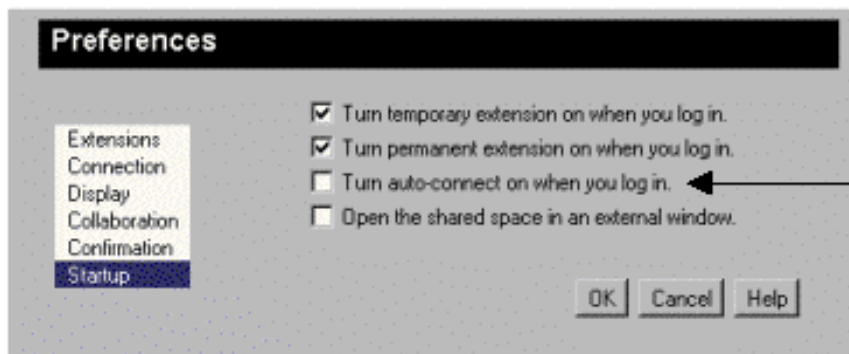 Preferences
Turn temporary extension on when you log in.
Turn permanent extension on when you log in.
Turn auto-connect on when you log in.
Open the shared space in an external window.
Extensions
Connection
Display
Collaboration
Confirmation
Startup
OK Cancel Help